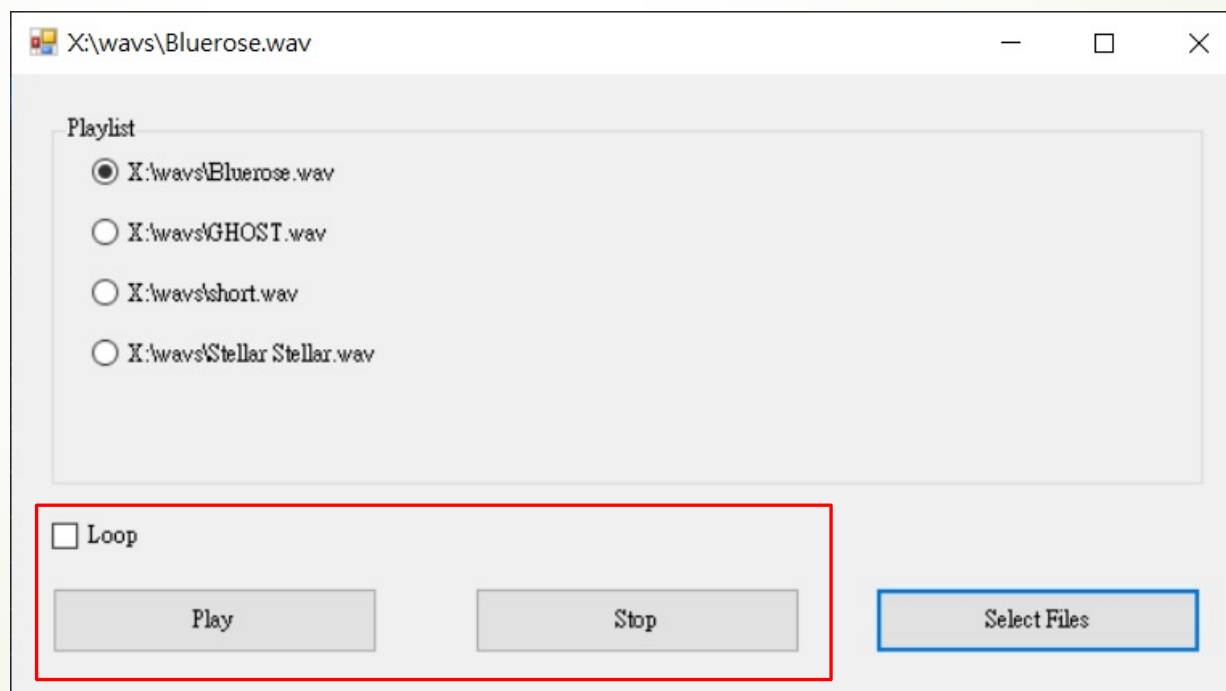 X:\wavs\Bluerose.wav
Playlist
X:\wavs\Bluerose.wav
X:\wavs\GHOST.wav
X:\wavs\short.wav
X:\wavs\Stellar Stellar.wav
Loop
Play Stop Select Files